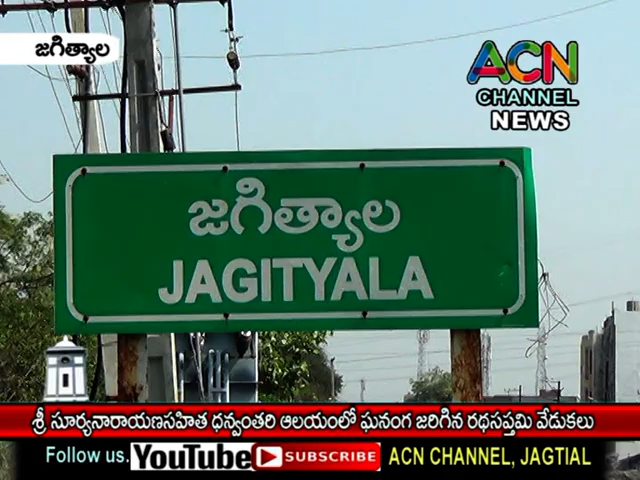 జగిత్యాల
ACN
CHANNEL
NEWS
జగిత్యాల
JAGITYALA
శ్రీ సూర్యనారాయణసహిత ధన్వంతరి ఆలయంలో ఘనంగ జరిగిన రథసప్తమి వేడుకలు
Follow us. YouTube SUBSCRIBE ACN CHANNEL, JAGTIAL